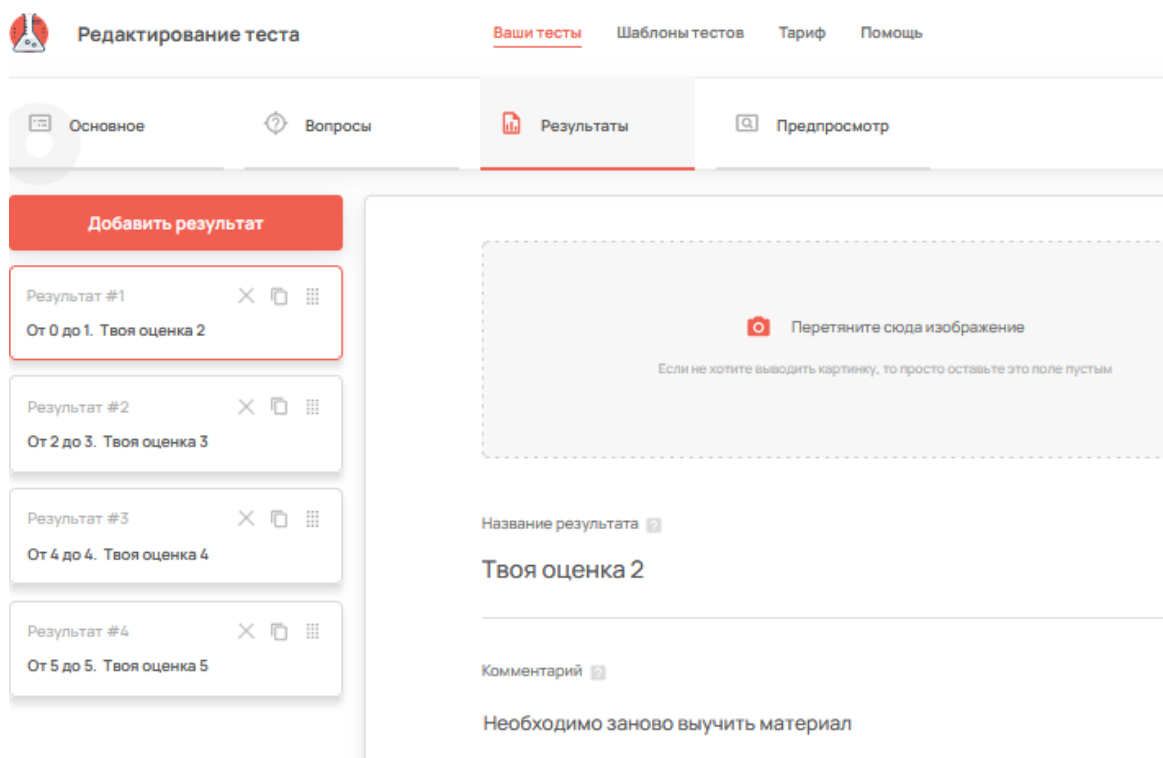 Редактирование теста
Ваши тесты Шаблоны тестов Тариф Помощь
Основное Вопросы Результаты Предпросмотр
Добавить результат
Результат #1
От 0 до 1. Твоя оценка 2
Результат #2
От 2 до 3. Твоя оценка 3
Результат #3
От 4 до 4. Твоя оценка 4
Результат #4
От 5 до 5. Твоя оценка 5
Перетяните сюда изображение
Если не хотите выводить картинку, то просто оставьте это поле пустым
Название результата ?
Твоя оценка 2
Комментарий ?
Необходимо заново выучить материал